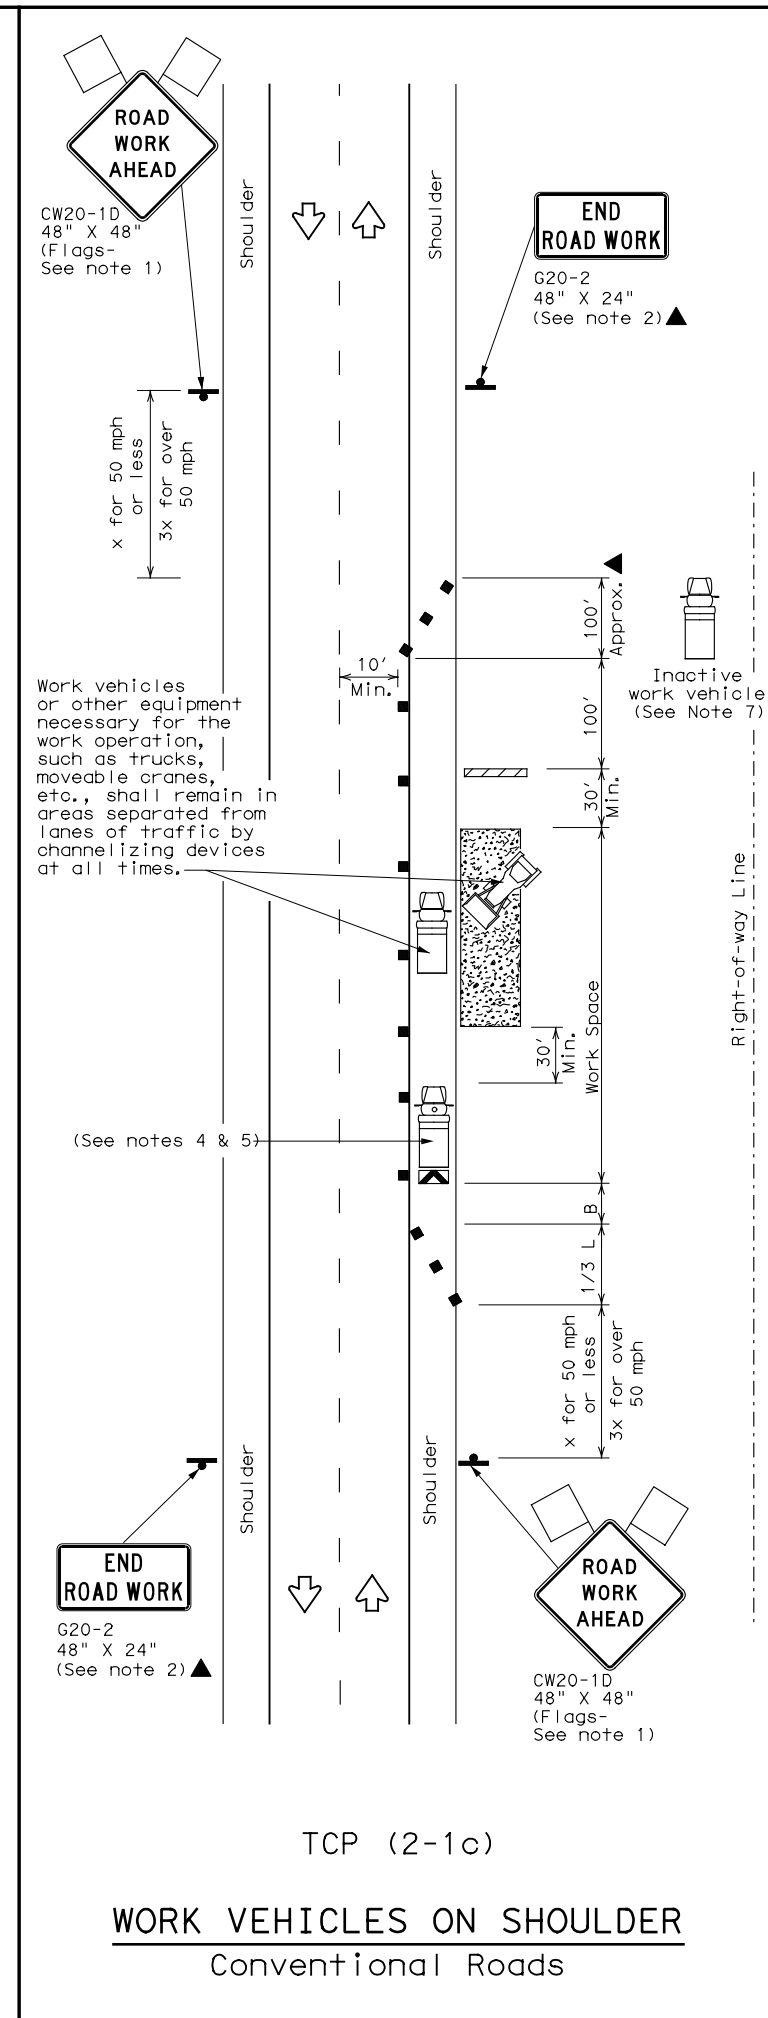 ROAD
WORK
AHEAD
CW20-1D
48" X 48"
(Flags-
See note 1)
Shoulder
Shoulder
END
ROAD WORK
G20-2
48" X 24"
(See note 2)
x for 50 mph
or less
3x for over
50 mph
100'
Approx.
Inactive
work vehicle
(See Note 7)
10'
Min.
100'
30'
Min.
Work vehicles
or other equipment
necessary for the
work operation,
such as trucks,
moveable cranes,
etc., shall remain in
areas separated from
lanes of traffic by
channelizing devices
at all times.
Right-of-way Line
Work Space
30'
Min.
(See notes 4 & 5)
B
1/3 L
x for 50 mph
or less
3x for over
50 mph
Shoulder
Shoulder
END
ROAD WORK
G20-2
48" X 24"
(See note 2)
ROAD
WORK
AHEAD
CW20-1D
48" X 48"
(Flags-
See note 1)
TCP (2-1c)
WORK VEHICLES ON SHOULDER
Conventional Roads